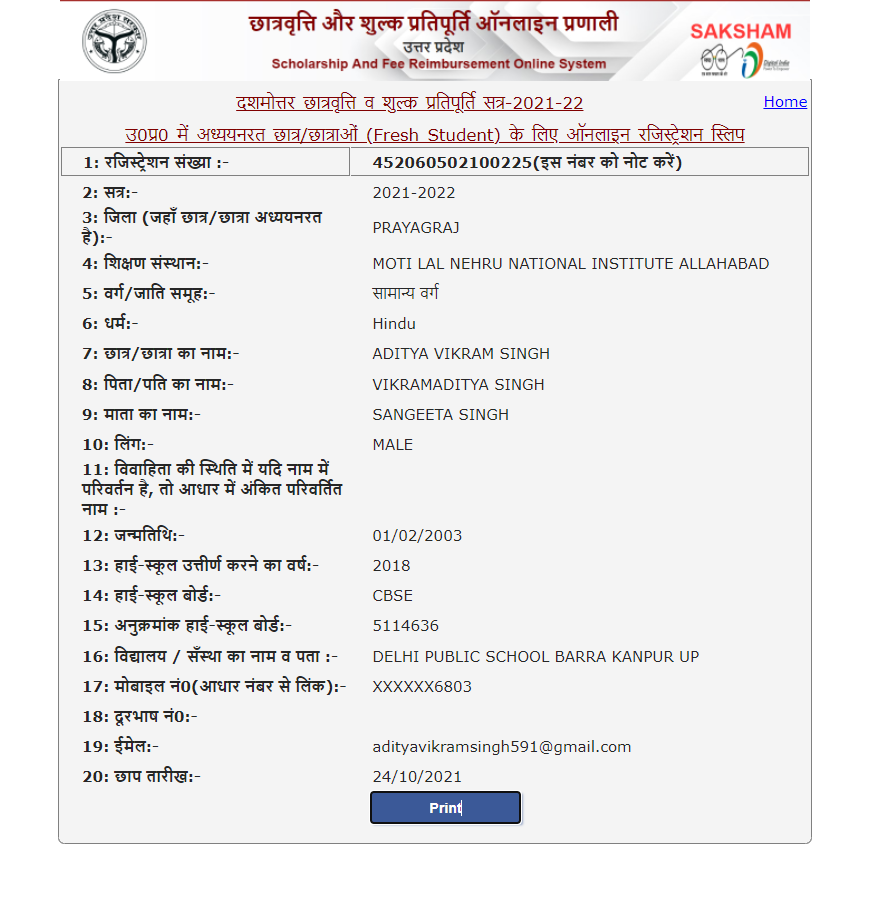 छात्रवृत्ति और शुल्क प्रतिपूर्ति ऑनलाइन प्रणाली
उत्तर प्रदेश
Scholarship And Fee Reimbursement Online System
SAKSHAM
दशमोत्तर छात्रवृत्ति व शुल्क प्रतिपूर्ति सत्र-2021-22
Home
उ0प्र0 में अध्ययनरत छात्र/छात्राओं (Fresh Student) के लिए ऑनलाइन रजिस्ट्रेशन स्लिप
1: रजिस्ट्रेशन संख्या :- 452060502100225(इस नंबर को नोट करें)
2: सत्र:- 2021-2022
3: जिला (जहाँ छात्र/छात्रा अध्ययनरत
है):- PRAYAGRAJ
4: शिक्षण संस्थान:- MOTI LAL NEHRU NATIONAL INSTITUTE ALLAHABAD
5: वर्ग/जाति समूह:- सामान्य वर्ग
6: धर्म:- Hindu
7: छात्र/छात्रा का नाम:- ADITYA VIKRAM SINGH
8: पिता/पति का नाम:- VIKRAMADITYA SINGH
9: माता का नाम:- SANGEETA SINGH
10: लिंग:- MALE
11: विवाहिता की स्थिति में यदि नाम में
परिवर्तन है, तो आधार में अंकित परिवर्तित
नाम :-
12: जन्मतिथि:- 01/02/2003
13: हाई-स्कूल उत्तीर्ण करने का वर्ष:- 2018
14: हाई-स्कूल बोर्ड:- CBSE
15: अनुक्रमांक हाई-स्कूल बोर्ड:- 5114636
16: विद्यालय / सँस्था का नाम व पता :- DELHI PUBLIC SCHOOL BARRA KANPUR UP
17: मोबाइल नं0(आधार नंबर से लिंक):- XXXXXX6803
18: दूरभाष नं0:-
19: ईमेल:- adityavikramsingh591@gmail.com
20: छाप तारीख:- 24/10/2021
Print